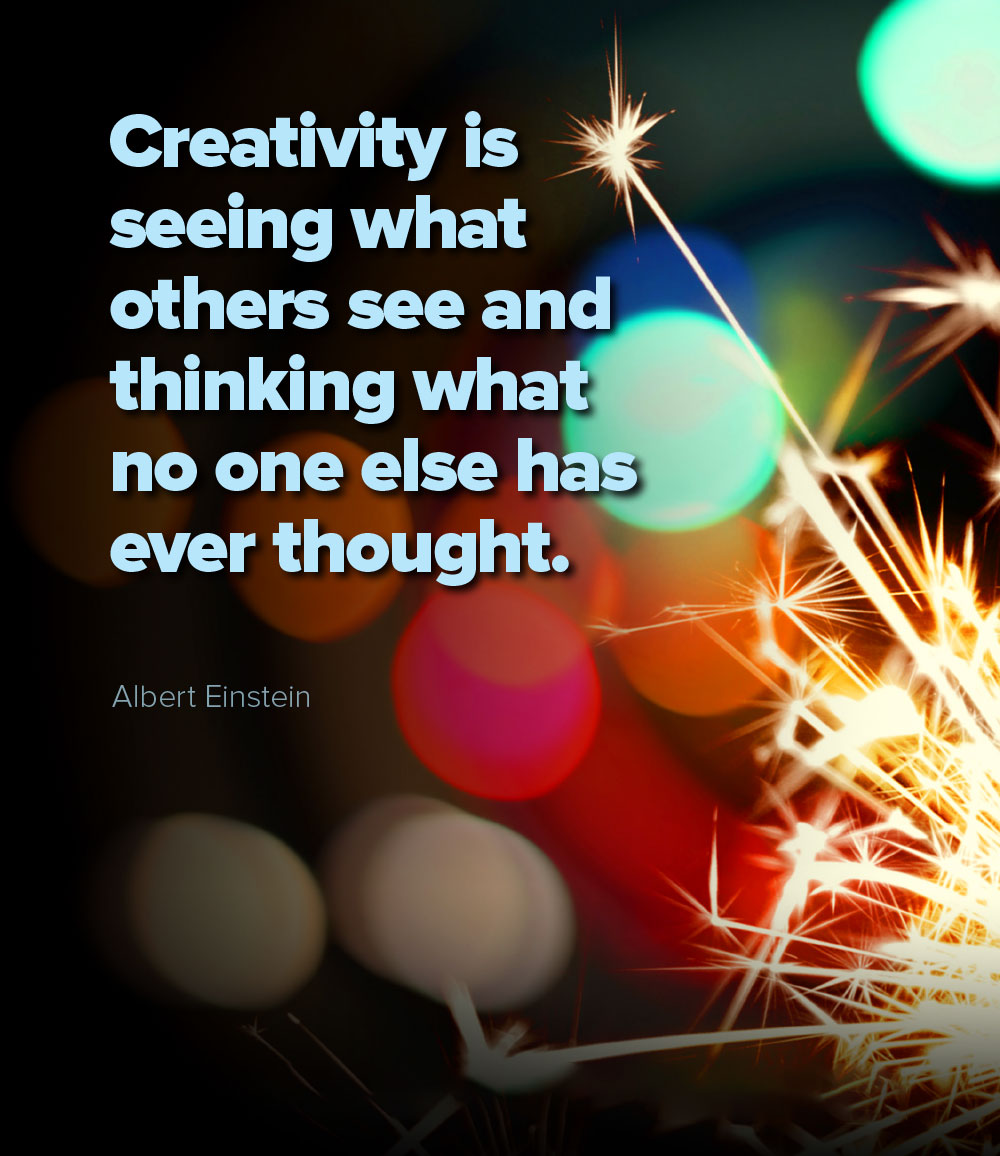 Creativity is
seeing what
others see and
thinking what
no one else has
ever thought.
Albert Einstein